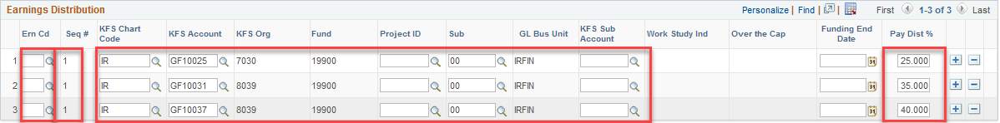 Earnings Distribution Personalize | Find | First 1-3 of 3 Last
Ern Cd Seq # KFS Chart Code KFS Account KFS Org Fund Project ID Sub GL Bus Unit KFS Sub Account Work Study Ind Over the Cap Funding End Date Pay Dist %
1 1 IR GF10025 7030 19900 00 IRFIN 31 25.000
2 1 IR GF10031 8039 19900 00 IRFIN 31 35.000
3 1 IR GF10037 8039 19900 00 IRFIN 31 40.000